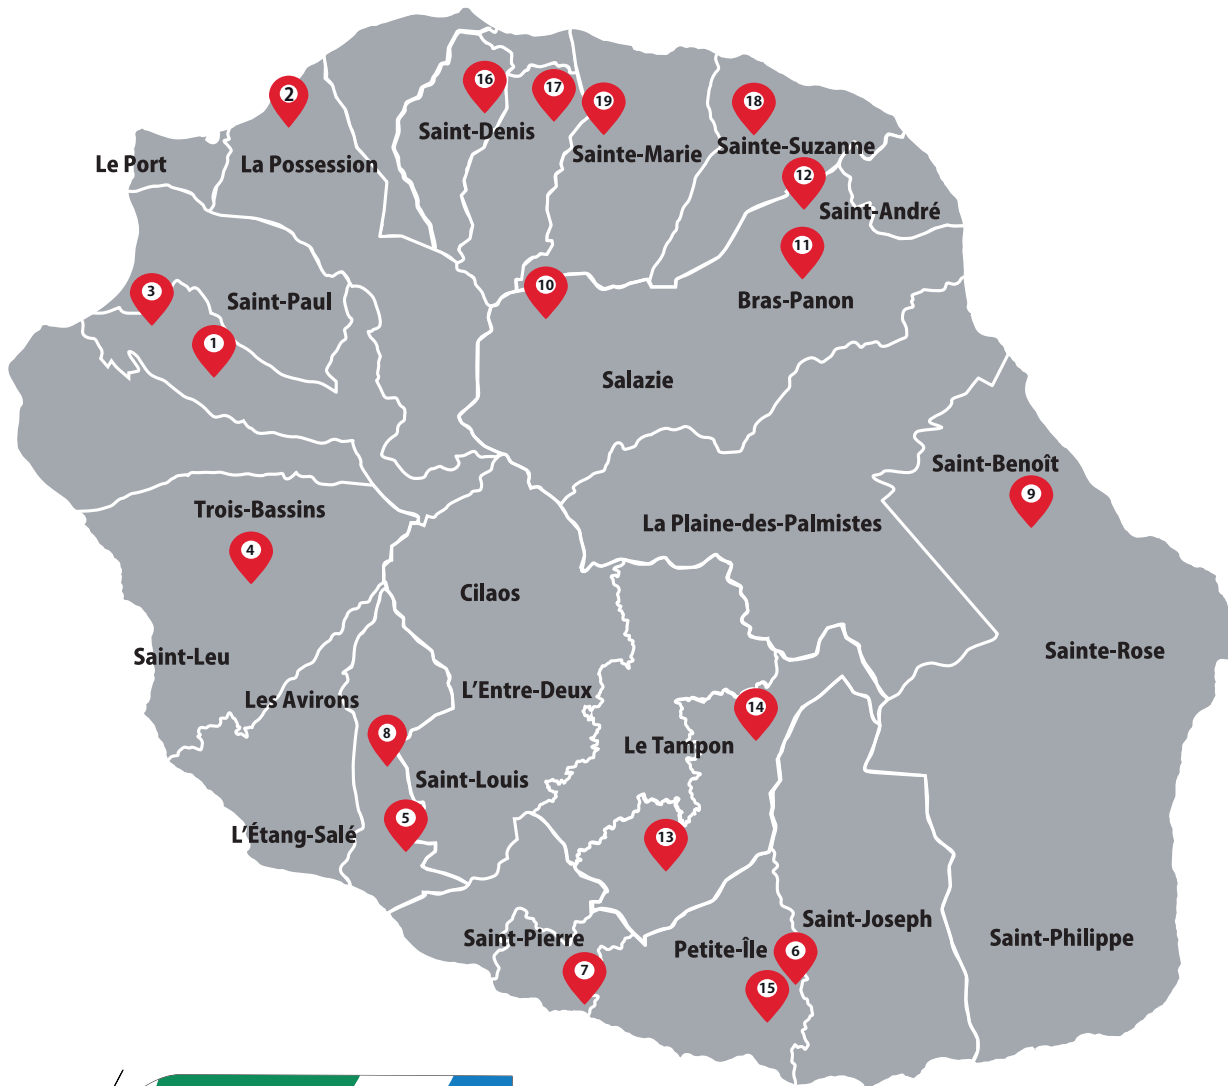 16
17
2
19
18
Saint-Denis
Sainte-Marie
Sainte-Suzanne
Le Port
La Possession
12
Saint-André
11
10
3
Saint-Paul
Bras-Panon
1
Salazie
Saint-Benoît
9
Trois-Bassins
La Plaine-des-Palmistes
4
Cilaos
Saint-Leu
Sainte-Rose
Les Avirons
L'Entre-Deux
14
8
Le Tampon
Saint-Louis
5
L'Étang-Salé
13
Saint-Joseph
Saint-Pierre
Petite-Île
6
Saint-Philippe
7
15